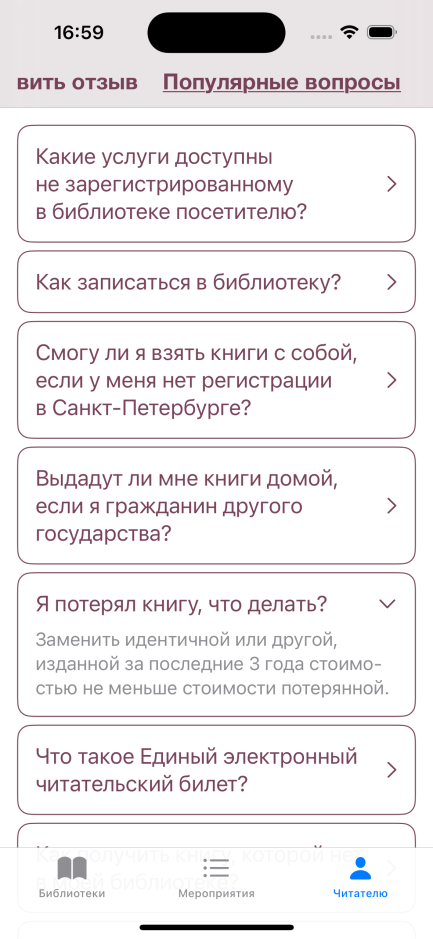 16:59
вить отзыв Популярные вопросы
Какие услуги доступны
не зарегистрированному
в библиотеке посетителю?
Как записаться в библиотеку?
Смогу ли я взять книги с собой,
если у меня нет регистрации
в Санкт-Петербурге?
Выдадут ли мне книги домой,
если я гражданин другого
государства?
Я потерял книгу, что делать?
Заменить идентичной или другой,
изданной за последние 3 года стоимо-
стью не меньше стоимости потерянной.
Что такое Единый электронный
читательский билет?
Как получить книгу, которой нет
в моей библиотеке?
Библиотеки Мероприятия Читателю